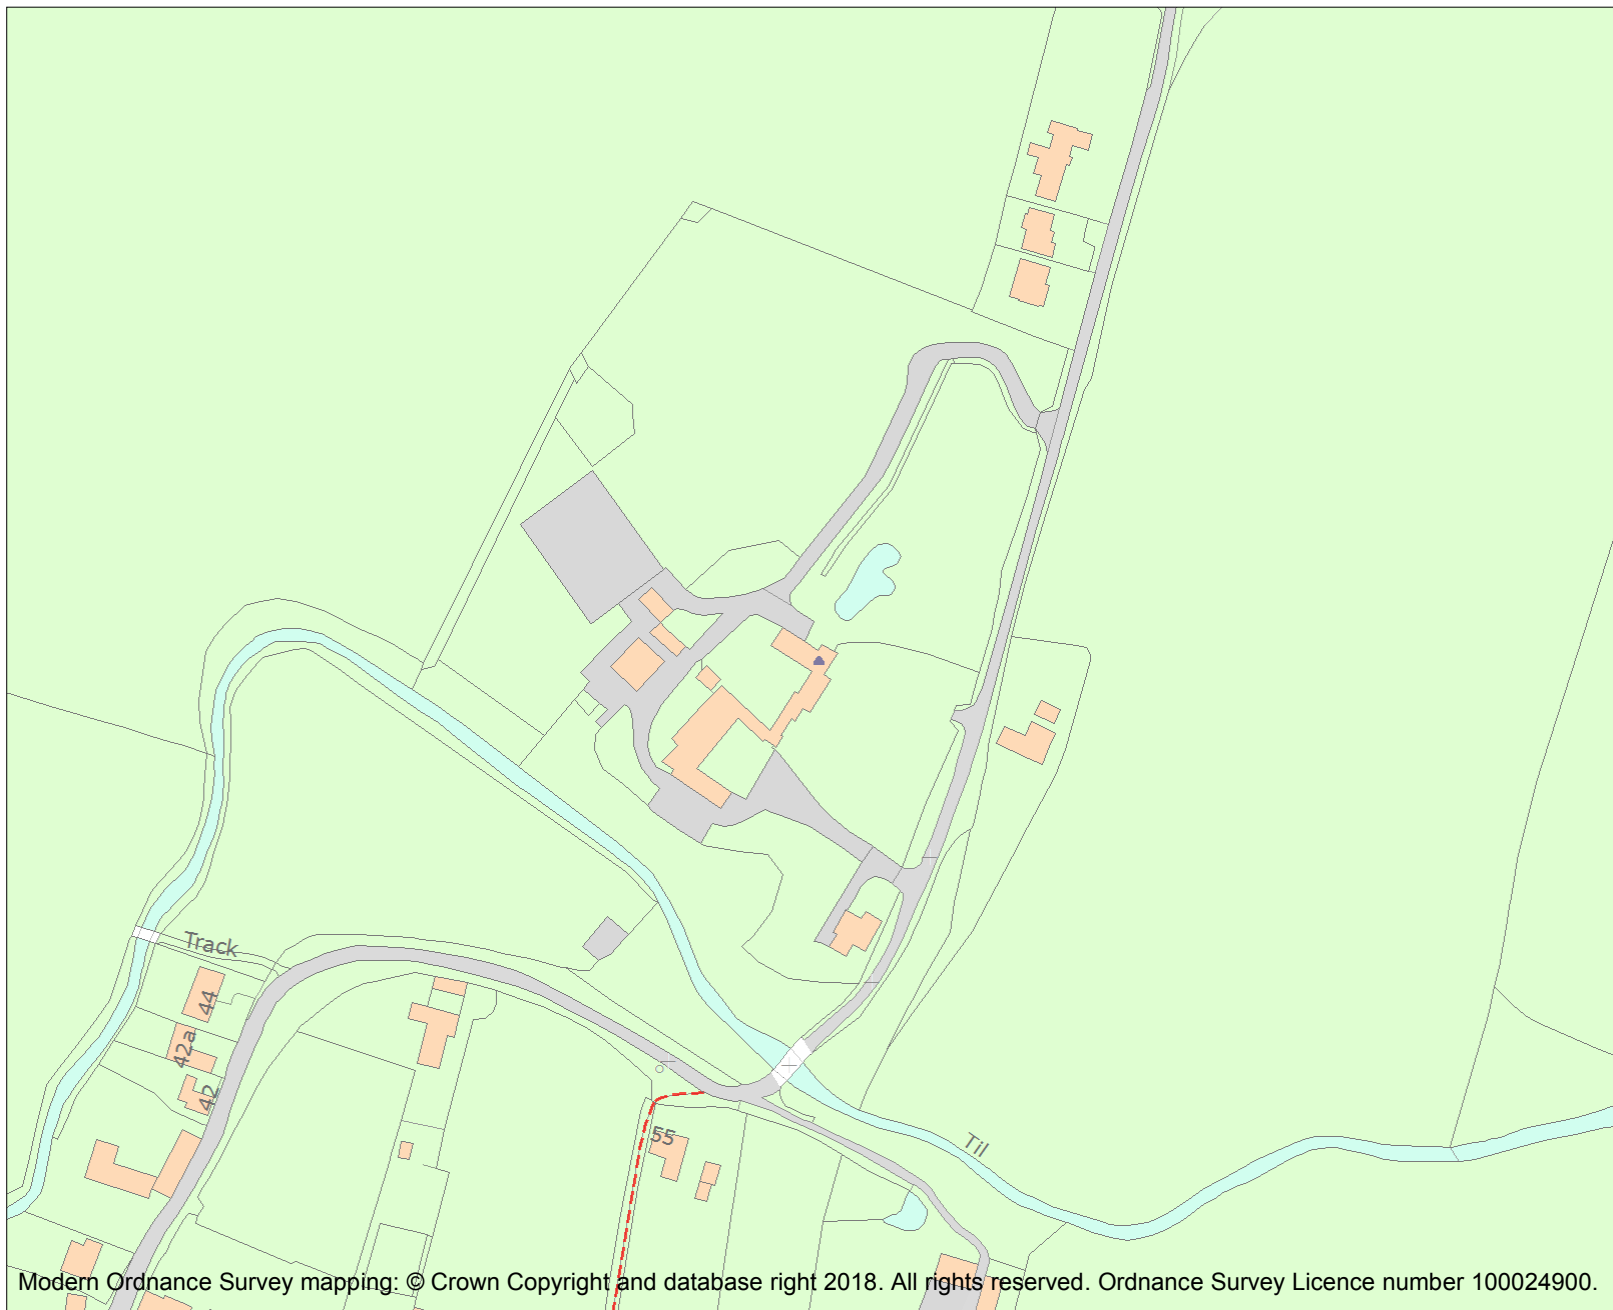 Track
44
42a
42
55
Til
Modern Ordnance Survey mapping: © Crown Copyright and database right 2018. All rights reserved. Ordnance Survey Licence number 100024900.